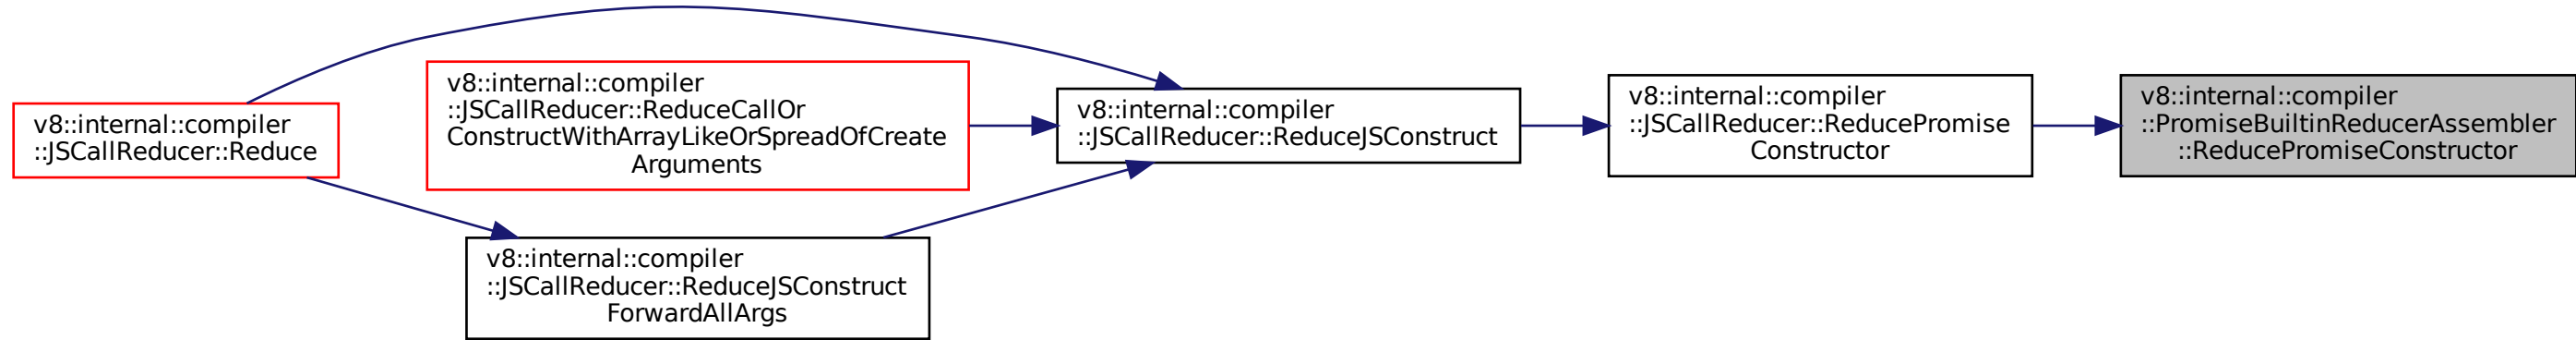 v8::internal::compiler
::JSCallReducer::Reduce
v8::internal::compiler
::JSCallReducer::ReduceCallOr
ConstructWithArrayLikeOrSpreadOfCreate
Arguments
v8::internal::compiler
::JSCallReducer::ReduceJSConstruct
ForwardAllArgs
v8::internal::compiler
::JSCallReducer::ReduceJSConstruct
v8::internal::compiler
::JSCallReducer::ReducePromise
Constructor
v8::internal::compiler
::PromiseBuiltinReducerAssembler
::ReducePromiseConstructor